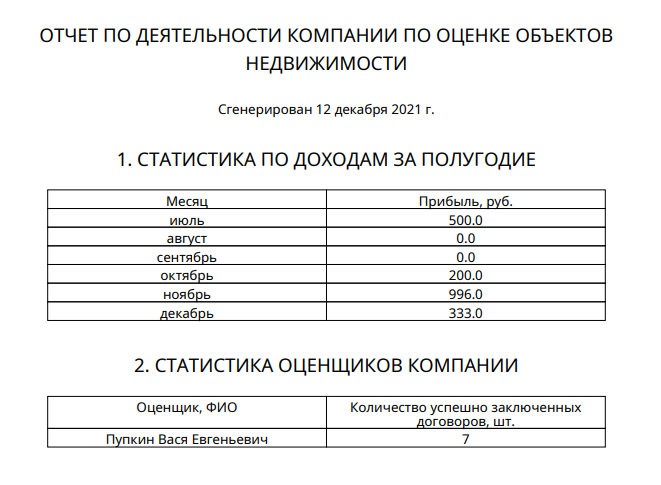 ОТЧЕТ ПО ДЕЯТЕЛЬНОСТИ КОМПАНИИ ПО ОЦЕНКЕ ОБЪЕКТОВ
НЕДВИЖИМОСТИ
Сгенерирован 12 декабря 2021 г.
1. СТАТИСТИКА ПО ДОХОДАМ ЗА ПОЛУГОДИЕ
Месяц Прибыль, руб.
июль 500.0
август 0.0
сентябрь 0.0
октябрь 200.0
ноябрь 996.0
декабрь 333.0
2. СТАТИСТИКА ОЦЕНЩИКОВ КОМПАНИИ
Оценщик, ФИО Количество успешно заключенных
договоров, шт.
Пупкин Вася Евгеньевич 7